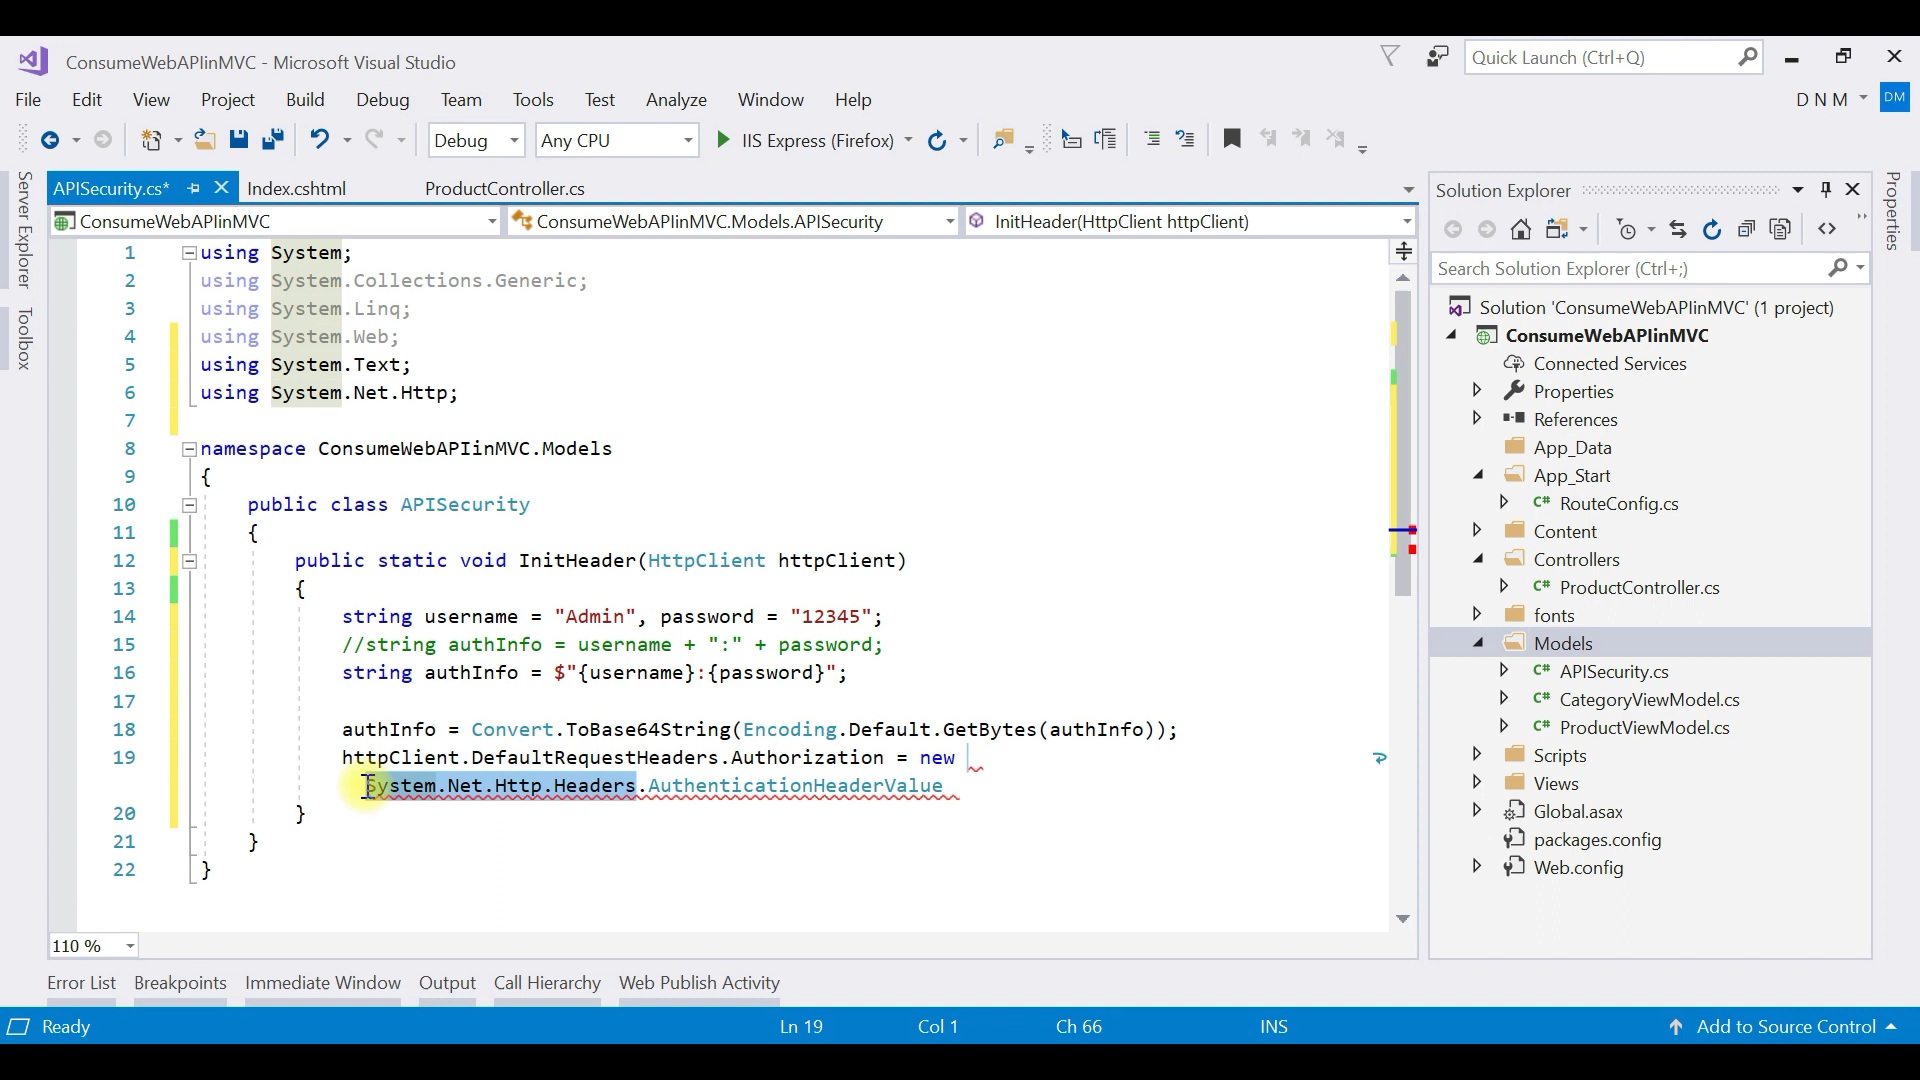 ConsumeWebAPIinMVC - Microsoft Visual Studio
Quick Launch (Ctrl+Q)
File Edit View Project Build Debug Team Tools Test Analyze Window Help
D N M DM
Debug Any CPU IIS Express (Firefox)
Server Explorer
Toolbox
APISecurity.cs* Index.cshtml ProductController.cs
ConsumeWebAPIinMVC ConsumeWebAPIinMVC.Models.APISecurity InitHeader(HttpClient httpClient)
1 using System;
2 using System.Collections.Generic;
3 using System.Linq;
4 using System.Web;
5 using System.Text;
6 using System.Net.Http;
7
8 namespace ConsumeWebAPIinMVC.Models
9 {
10 public class APISecurity
11 {
12 public static void InitHeader(HttpClient httpClient)
13 {
14 string username = "Admin", password = "12345";
15 //string authInfo = username + ":" + password;
16 string authInfo = $"{username}:{password}";
17
18 authInfo = Convert.ToBase64String(Encoding.Default.GetBytes(authInfo));
19 httpClient.DefaultRequestHeaders.Authorization = new
System.Net.Http.Headers.AuthenticationHeaderValue
20 }
21 }
22 }
110 %
Solution Explorer
Search Solution Explorer (Ctrl+;)
Solution 'ConsumeWebAPIinMVC' (1 project)
ConsumeWebAPIinMVC
Connected Services
Properties
References
App_Data
App_Start
C# RouteConfig.cs
Content
Controllers
C# ProductController.cs
fonts
Models
C# APISecurity.cs
C# CategoryViewModel.cs
C# ProductViewModel.cs
Scripts
Views
Global.asax
packages.config
Web.config
Properties
Error List Breakpoints Immediate Window Output Call Hierarchy Web Publish Activity
Ready Ln 19 Col 1 Ch 66 INS Add to Source Control